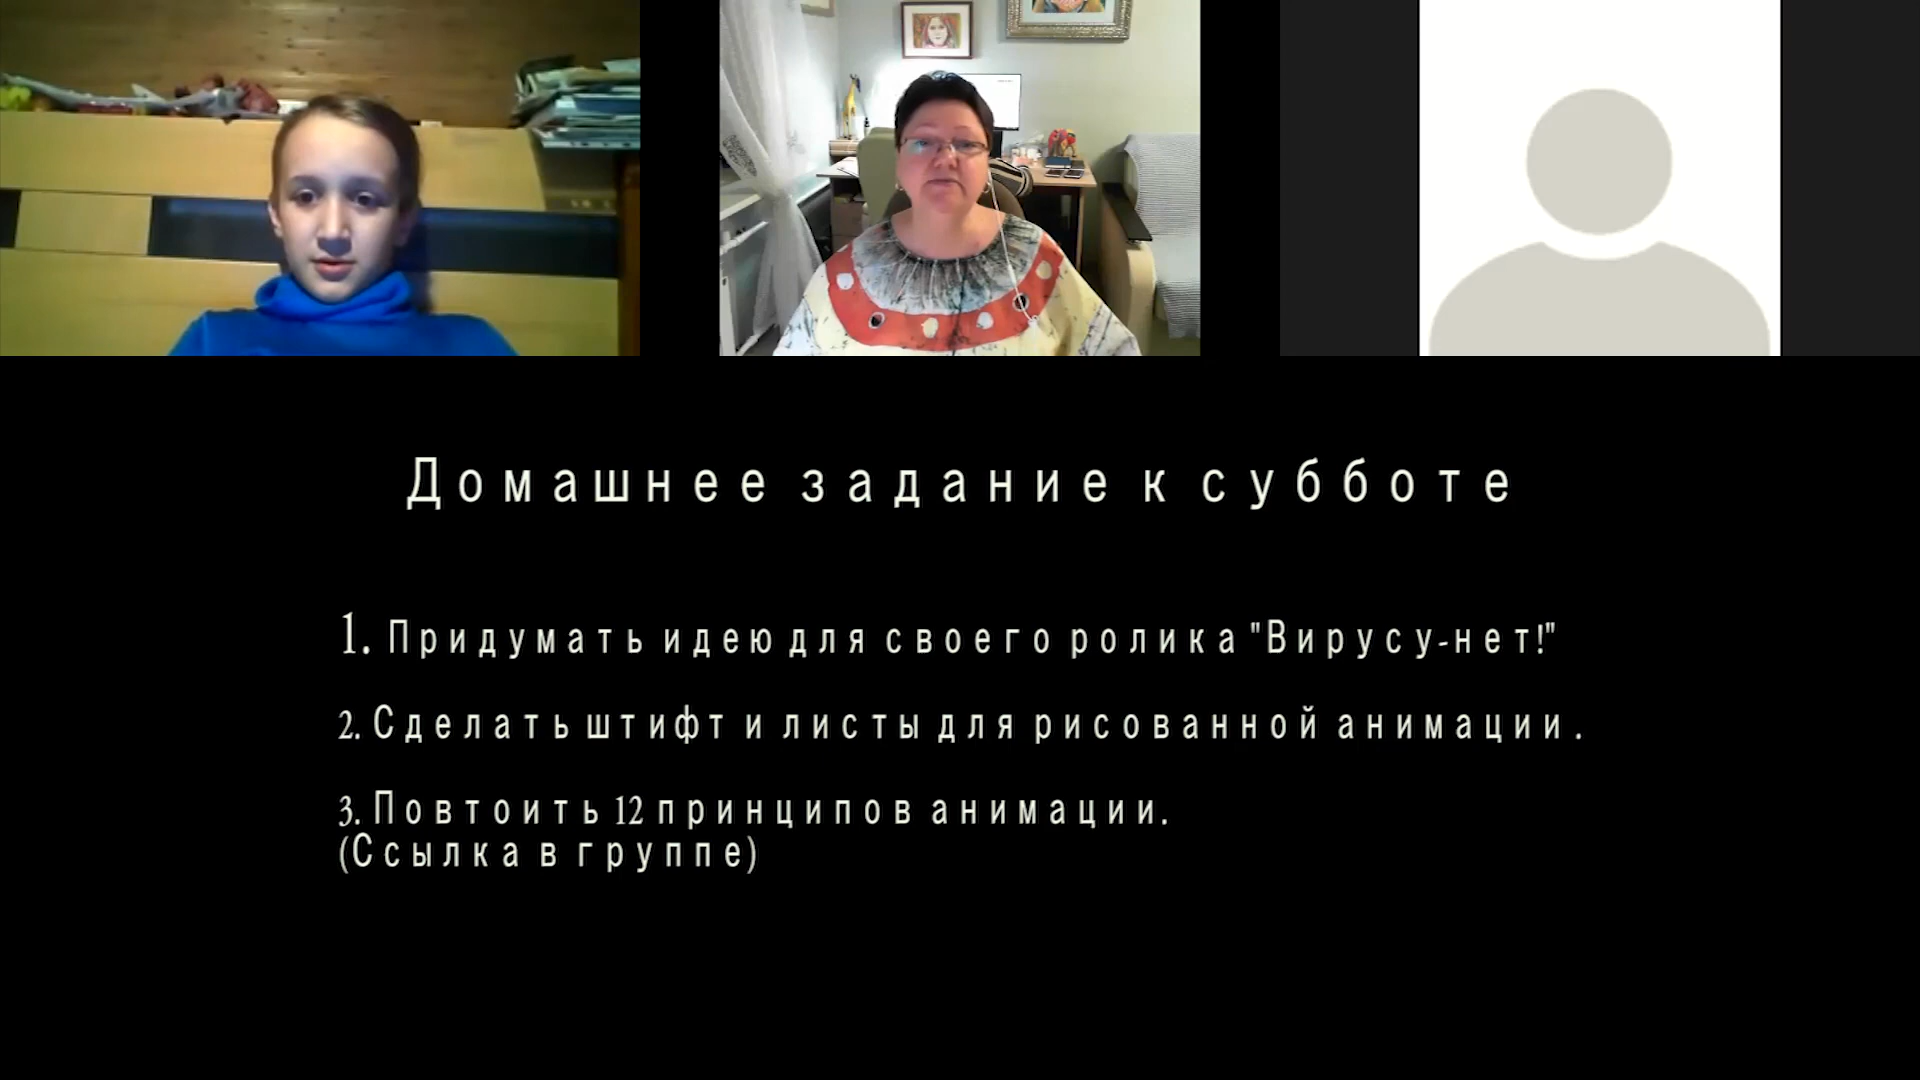 Домашнее задание к субботе
1. Придумать идею для своего ролика "Вирусу-нет!"
2. Сделать штифт и листы для рисованной анимации.
3. Повтоить 12 принципов анимации.
(Ссылка в группе)